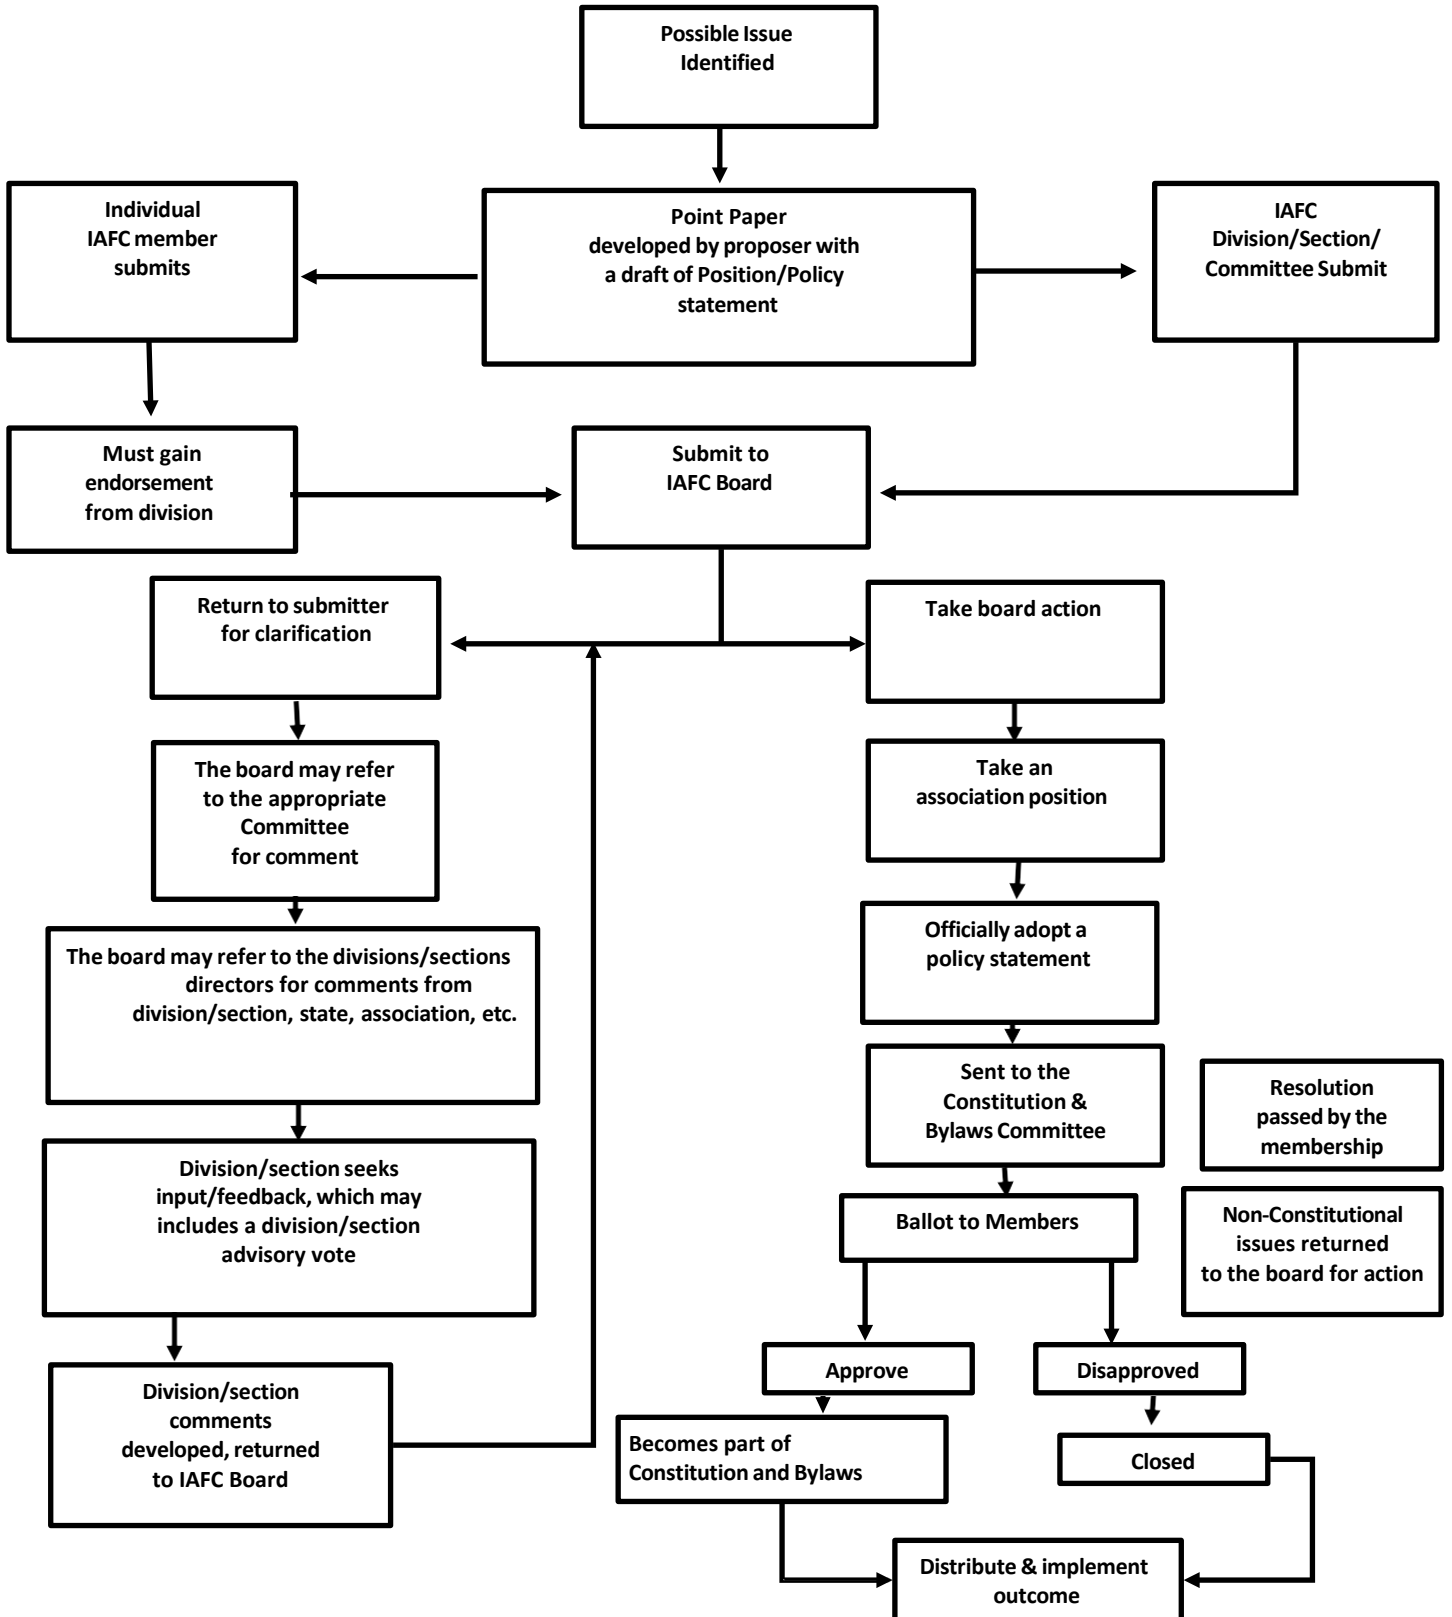 Possible Issue
Identified
Individual
IAFC member
submits
Point Paper
developed by proposer with
a draft of Position/Policy
statement
IAFC
Division/Section/
Committee Submit
Must gain
endorsement
from division
Submit to
IAFC Board
Return to submitter
for clarification
Take board action
The board may refer
to the appropriate
Committee
for comment
Take an
association position
The board may refer to the divisions/sections
directors for comments from
division/section, state, association, etc.
Officially adopt a
policy statement
Sent to the
Constitution &
Bylaws Committee
Resolution
passed by the
membership
Division/section seeks
input/feedback, which may
includes a division/section
advisory vote
Ballot to Members
Non-Constitutional
issues returned
to the board for action
Approve
Disapproved
Division/section
comments
developed, returned
to IAFC Board
Becomes part of
Constitution and Bylaws
Closed
Distribute & implement
outcome